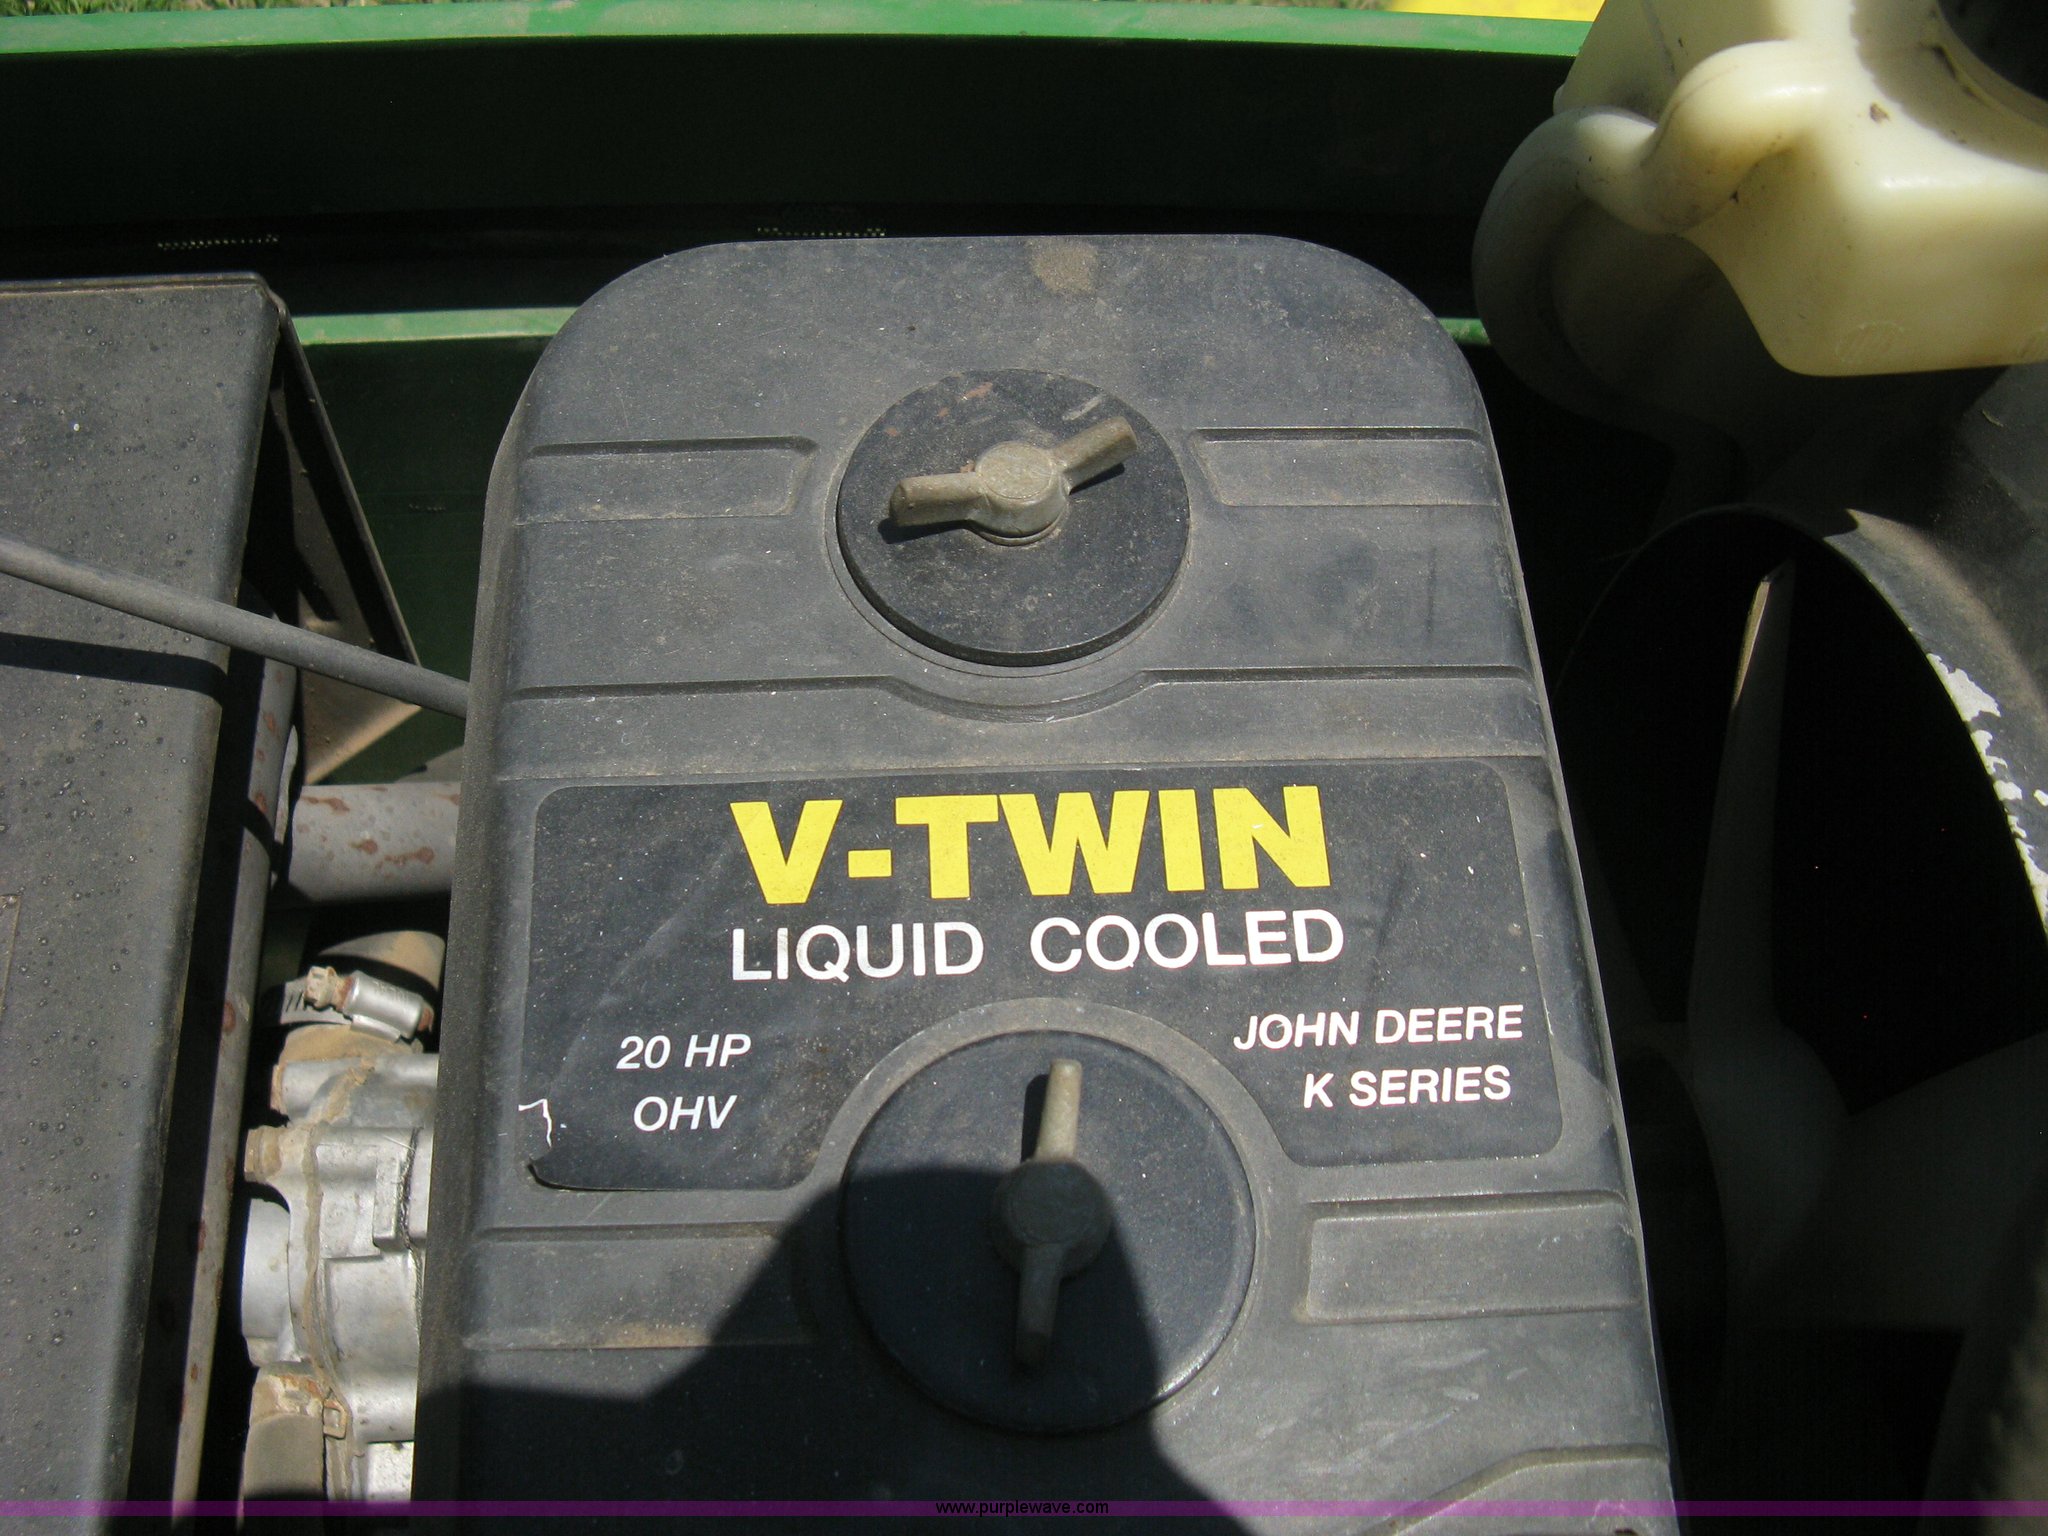 V-TWIN
LIQUID COOLED
20 HP
OHV
JOHN DEERE
K SERIES
www.purplewave.com